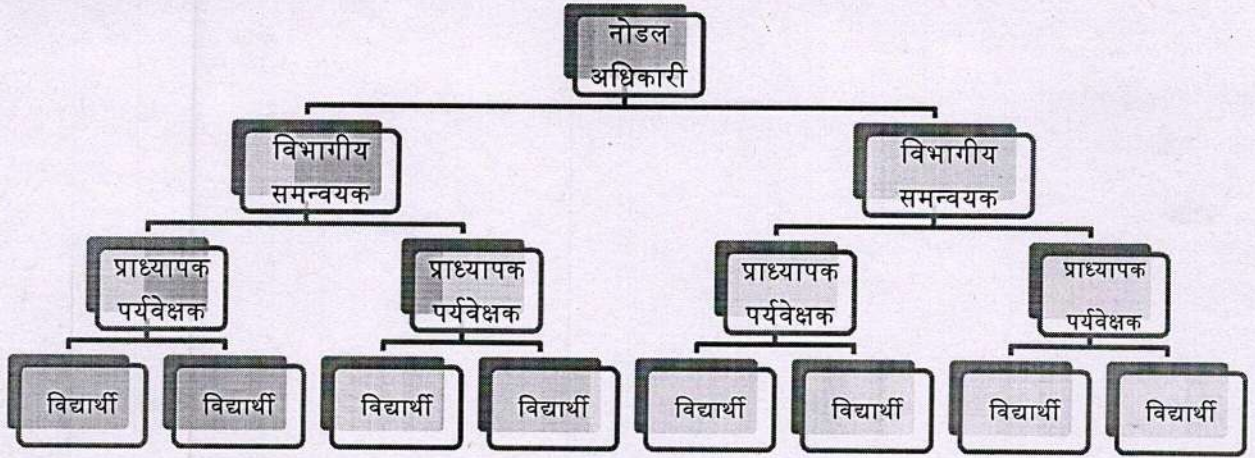 नोडल
अधिकारी
विभागीय
समन्वयक
विभागीय
समन्वयक
प्राध्यापक
पर्यवेक्षक
प्राध्यापक
पर्यवेक्षक
प्राध्यापक
पर्यवेक्षक
प्राध्यापक
पर्यवेक्षक
विद्यार्थी
विद्यार्थी
विद्यार्थी
विद्यार्थी
विद्यार्थी
विद्यार्थी
विद्यार्थी
विद्यार्थी